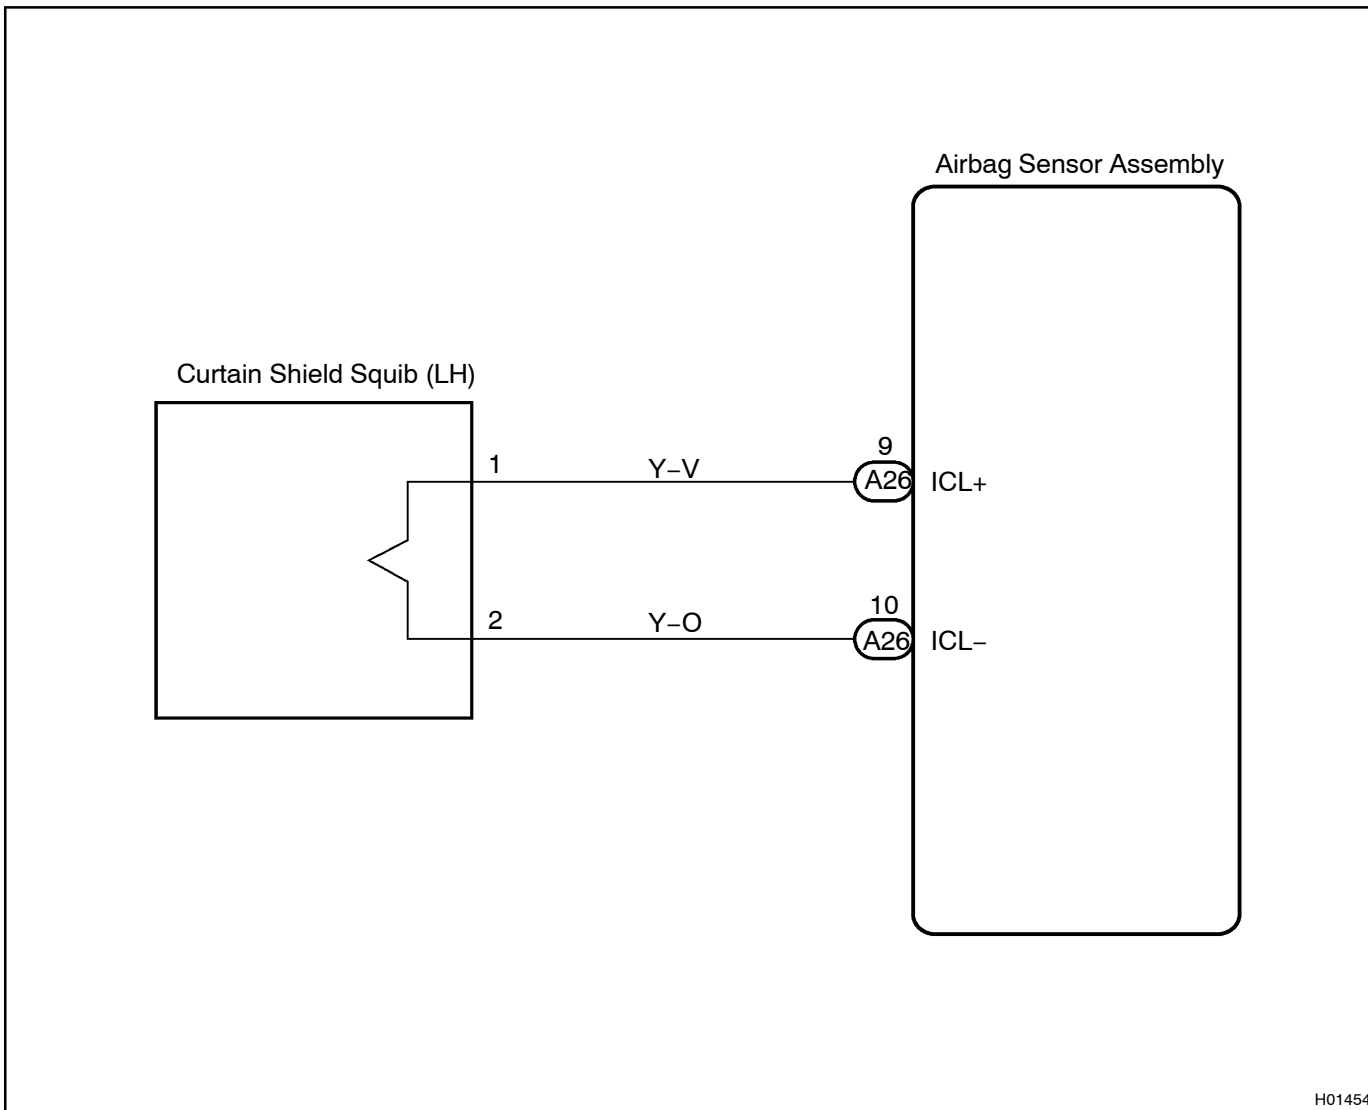 Airbag Sensor Assembly
Curtain Shield Squib (LH)
1
Y−V
9
A26
ICL+
2
Y−O
10
A26
ICL−
H01454